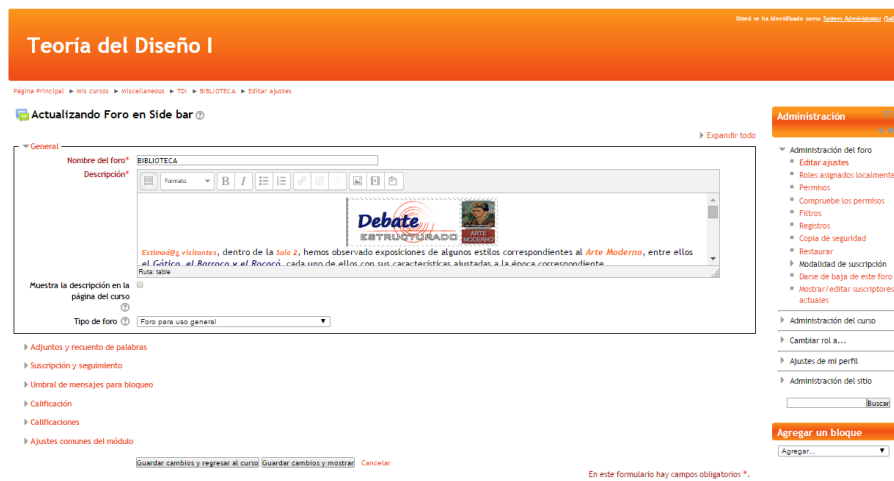 Usted se ha identificado como System Administrator (Sali
Teoría del Diseño I
Página Principal ► Mis cursos ► Miscellaneous ► TDI ► BIBLIOTECA ► Editar ajustes
Actualizando Foro en Side bar
Expandir todo
General
Nombre del foro* BIBLIOTECA
Descripción*
Formato B I
Debate
ESTRUCTURADO
ARTE
MODERNO
Estimad@s visitantes, dentro de la Sala 2, hemos observado exposiciones de algunos estilos correspondientes al Arte Moderno, entre ellos
el Gótico, el Barroco y el Rococó, cada uno de ellos con sus características ajustadas a la época correspondiente.
Ruta: table
Muestra la descripción en la
página del curso
Tipo de foro Foro para uso general
Adjuntos y recuento de palabras
Suscripción y seguimiento
Umbral de mensajes para bloqueo
Calificación
Calificaciones
Ajustes comunes del módulo
Guardar cambios y regresar al curso Guardar cambios y mostrar Cancelar
En este formulario hay campos obligatorios *.
Administración
Administración del foro
Editar ajustes
Roles asignados localmente
Permisos
Compruebe los permisos
Filtros
Registros
Copia de seguridad
Restaurar
Modalidad de suscripción
Darse de baja de este foro
Mostrar/editar suscriptores
actuales
Administración del curso
Cambiar rol a...
Ajustes de mi perfil
Administración del sitio
Buscar
Agregar un bloque
Agregar...